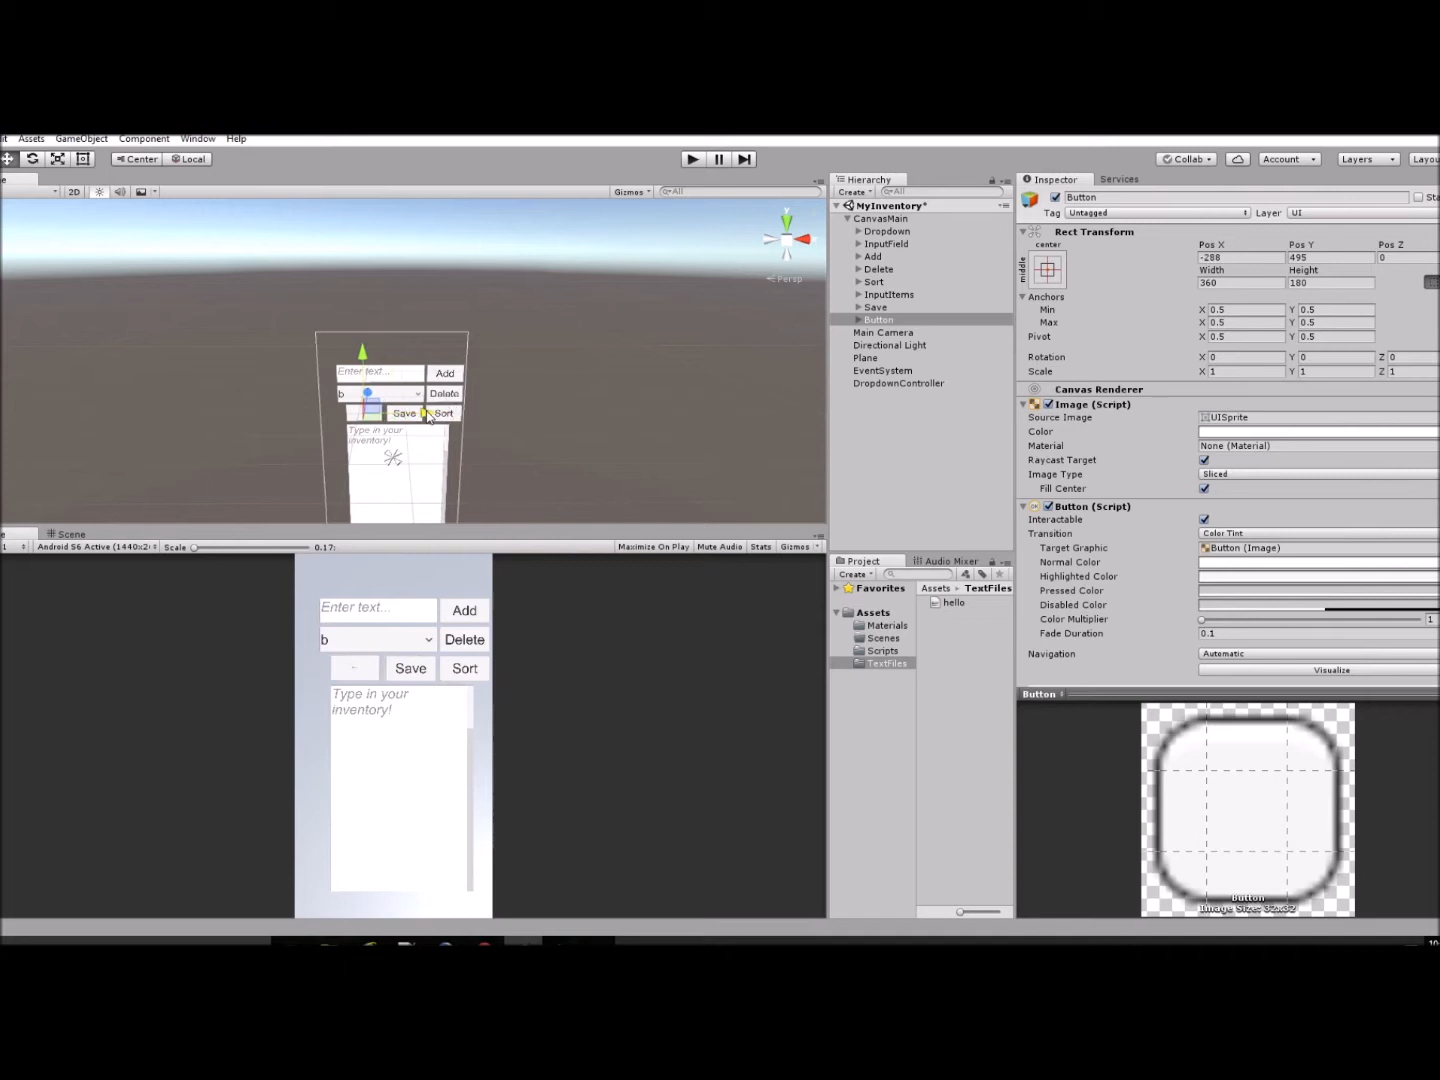 Assets GameObject Component Window Help
Center Local
Collab Account Layers
Hierarchy
Inspector Services
2D Gizmos All
Create All
Button
Tag Untagged Layer UI
MyInventory*
CanvasMain
Dropdown
InputField
Add
Delete
Sort
InputItems
Save
Button
Main Camera
Directional Light
Plane
EventSystem
DropdownController
Persp
Enter text...
Add
b
Delete
Save
Sort
Type in your
inventory!
Rect Transform
center
middle
Pos X Pos Y Pos Z
-288 495 0
Width Height
360 180
Anchors
Min X 0.5 Y 0.5
Max X 0.5 Y 0.5
Pivot X 0.5 Y 0.5
Rotation X 0 Y 0 Z 0
Scale X 1 Y 1 Z 1
Canvas Renderer
Image (Script)
Source Image UISprite
Color
Material None (Material)
Raycast Target
Image Type Sliced
Fill Center
Button (Script)
Interactable
Transition Color Tint
Target Graphic Button (Image)
Normal Color
Highlighted Color
Pressed Color
Disabled Color
Color Multiplier 1
Fade Duration 0.1
Navigation Automatic
Visualize
Scene
Android S6 Active (1440x2 Scale 0.17: Maximize On Play Mute Audio Stats Gizmos
Enter text...
Add
b
Delete
Save
Sort
Type in your
inventory!
Project Audio Mixer
Create
Favorites
Assets
Materials
Scenes
Scripts
TextFiles
Assets TextFiles
hello
Button
Button
Image Size: 32x32